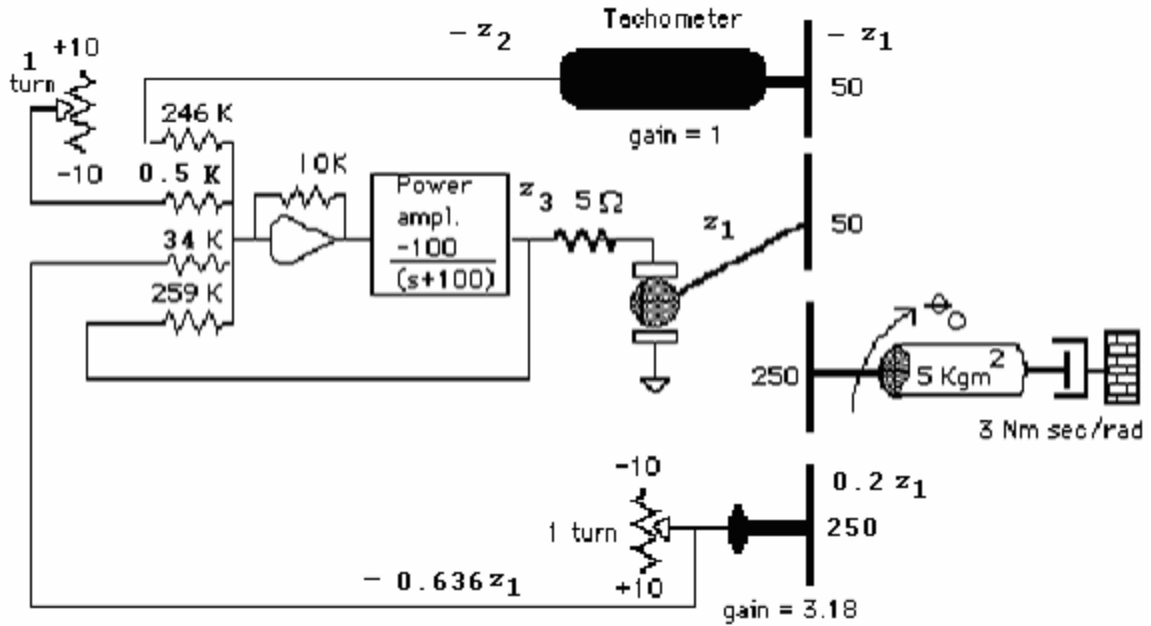 Tachometer
- z2
- z1
50
gain = 1
1
turn
+10
-10
246 K
0.5 K
34 K
259 K
10K
Power
ampl.
-100
(s+100)
z3
5 Ω
z1
50
250
5 Kgm²
3 Nm sec/rad
-10
1 turn
+10
0.2 z1
250
- 0.636z1
gain = 3.18